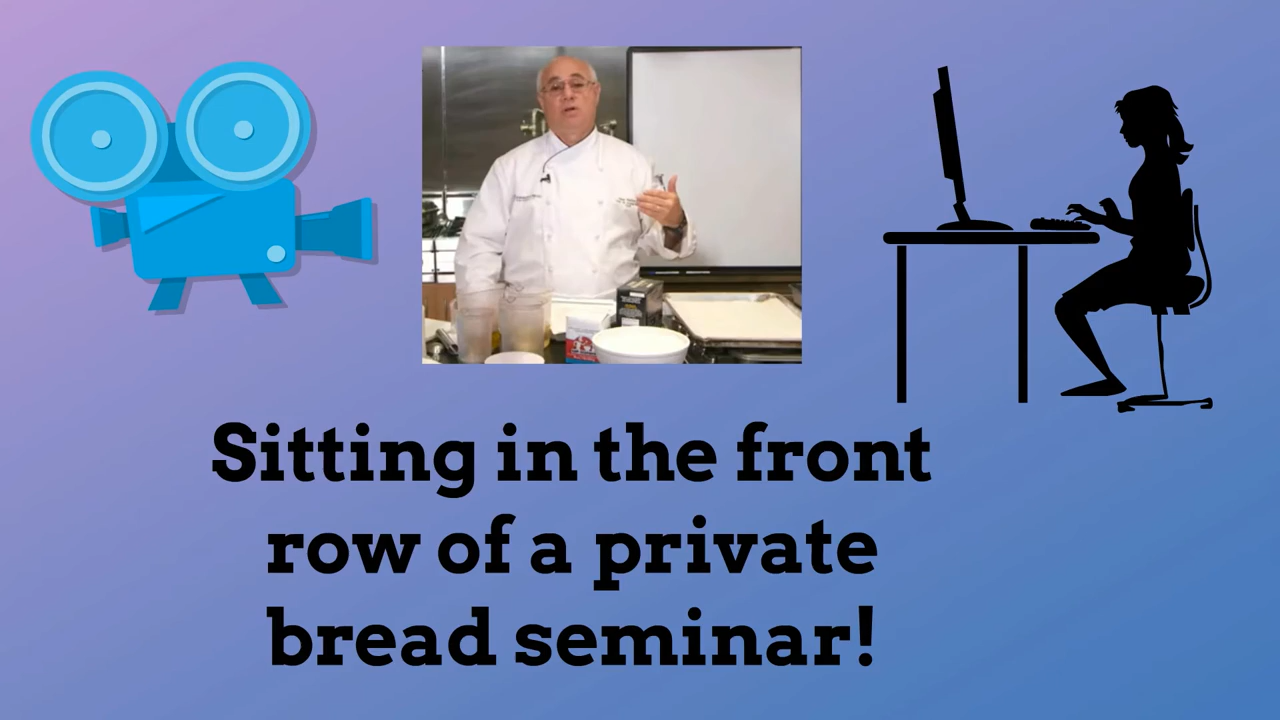 Sitting in the front
row of a private
bread seminar!